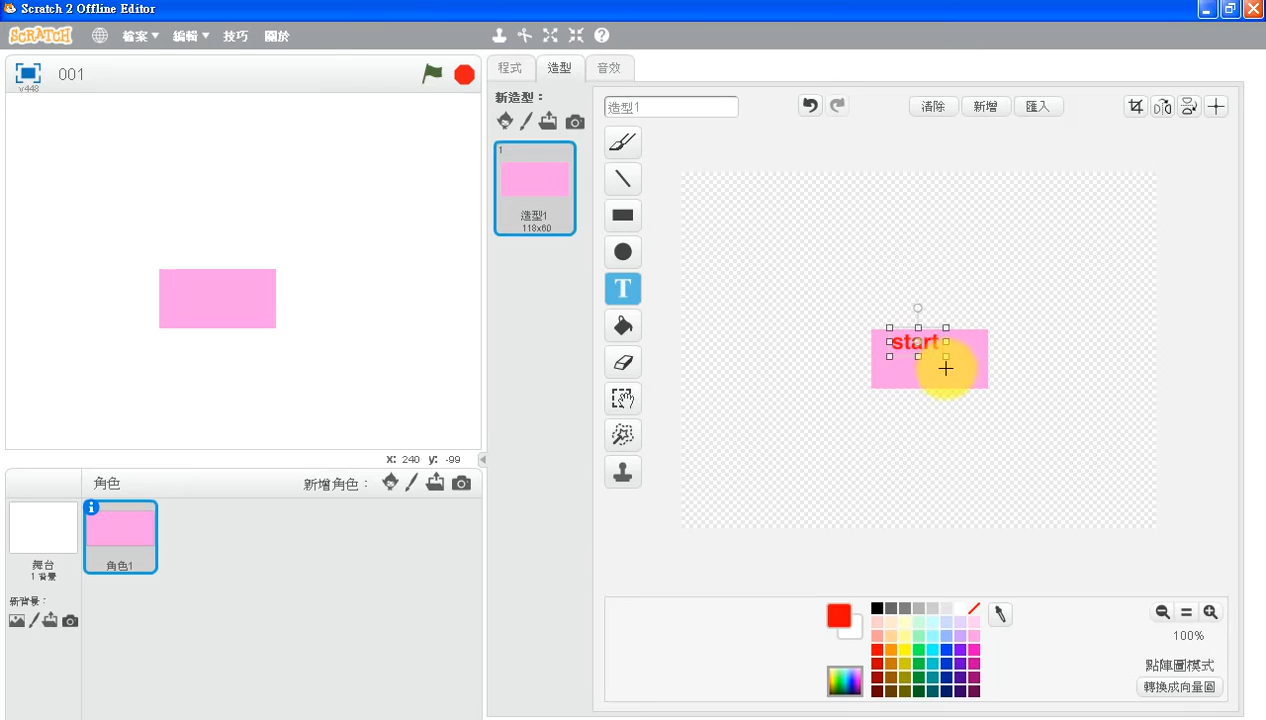 Scratch 2 Offline Editor
SCRATCH 檔案▼ 編輯▼ 技巧 關於
v448
001
程式 造型 音效
新造型：
造型1
清除 新增 匯入
1
造型1
118x60
start
x: 240 y: -99
角色
新增角色：
角色1
舞台
1 背景
新背景：
100%
點陣圖模式
轉換成向量圖
T